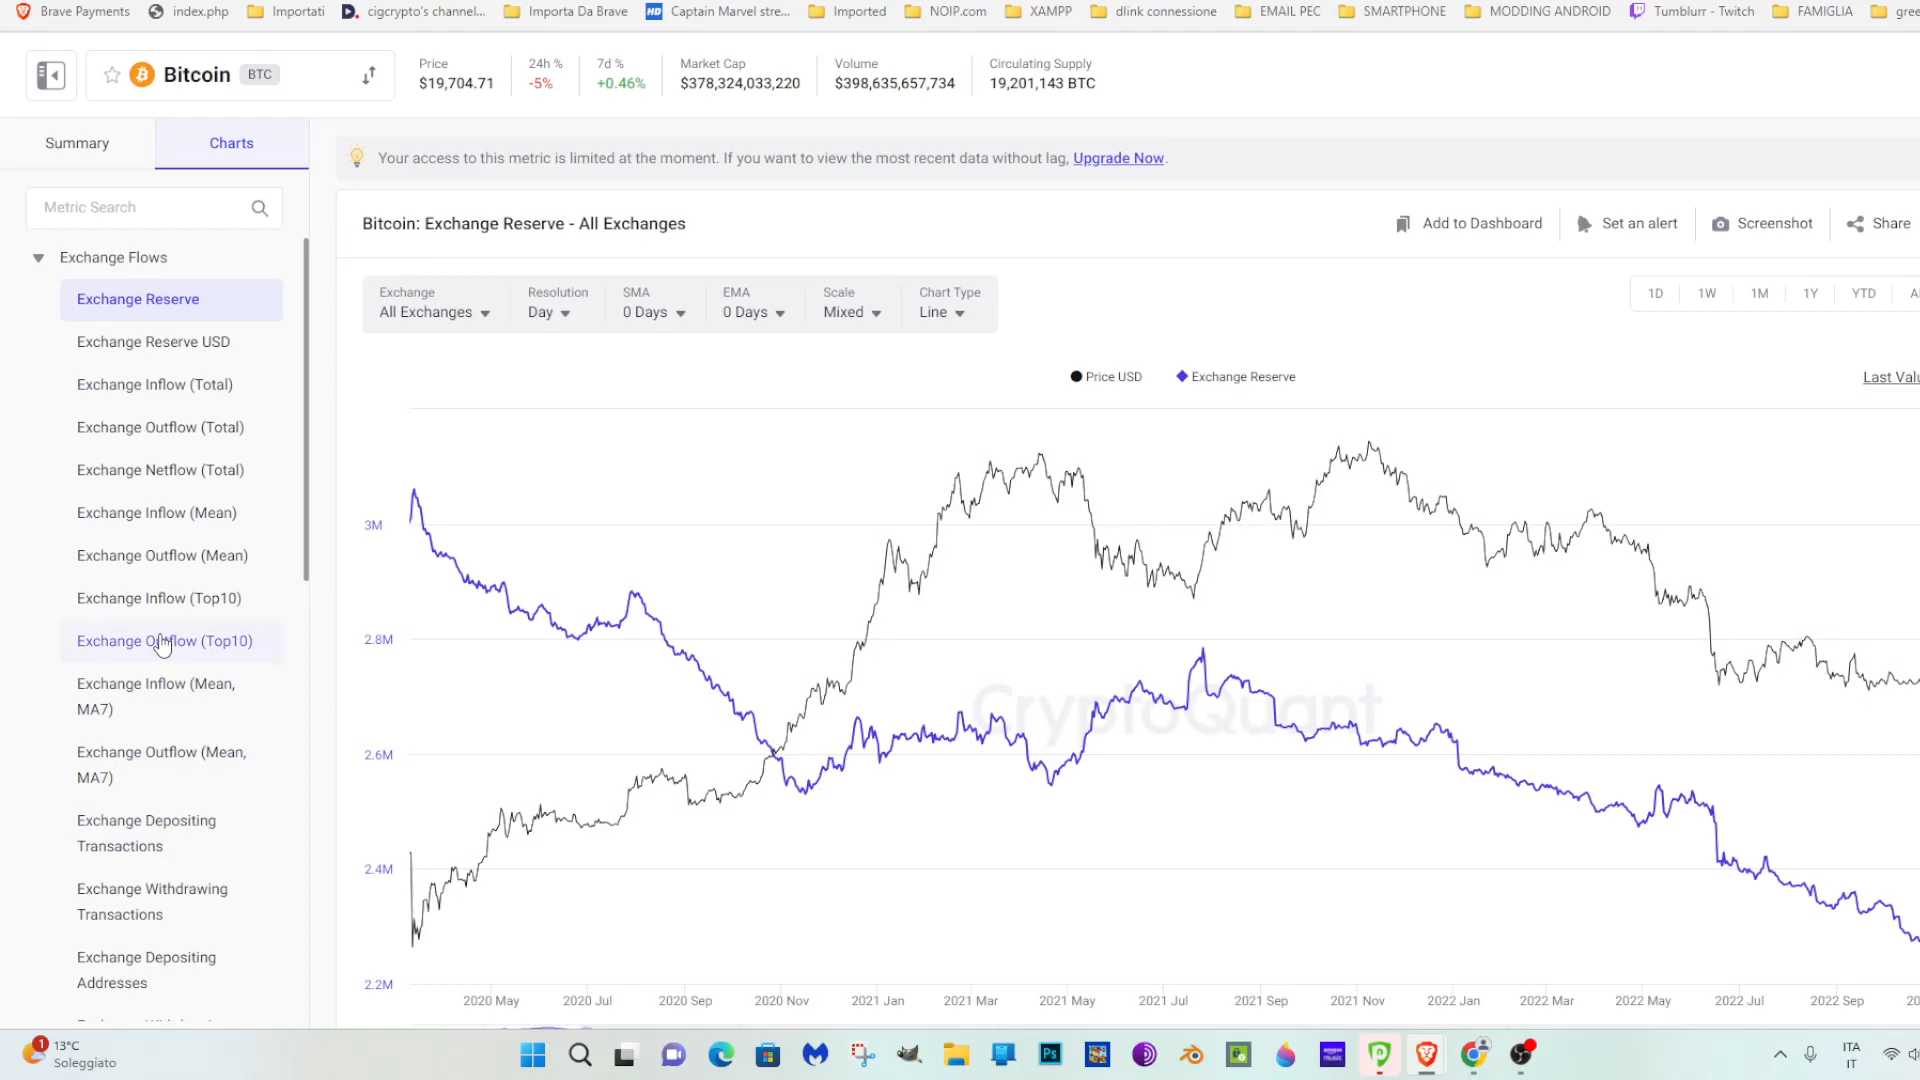 Brave Payments index.php Importati cigcrypto's channel... Importa Da Brave HD Captain Marvel stre... Imported NOIP.com XAMPP dlink connessione EMAIL PEC SMARTPHONE MODDING ANDROID Tumblurr - Twitch FAMIGLIA
Bitcoin BTC
Price 24h % 7d % Market Cap Volume Circulating Supply
$19,704.71 -5% +0.46% $378,324,033,220 $398,635,657,734 19,201,143 BTC
Summary Charts
Your access to this metric is limited at the moment. If you want to view the most recent data without lag, Upgrade Now.
Metric Search
Bitcoin: Exchange Reserve - All Exchanges Add to Dashboard Set an alert Screenshot Share
Exchange Flows
Exchange Reserve
Exchange Reserve USD
Exchange Inflow (Total)
Exchange Outflow (Total)
Exchange Netflow (Total)
Exchange Inflow (Mean)
Exchange Outflow (Mean)
Exchange Inflow (Top10)
Exchange Outflow (Top10)
Exchange Inflow (Mean,
MA7)
Exchange Outflow (Mean,
MA7)
Exchange Depositing
Transactions
Exchange Withdrawing
Transactions
Exchange Depositing
Addresses
Exchange Resolution SMA EMA Scale Chart Type
All Exchanges Day 0 Days 0 Days Mixed Line
1D 1W 1M 1Y YTD
Price USD Exchange Reserve
Last
3M
2.8M
CryptoQuant
2.6M
2.4M
2.2M
2020 May 2020 Jul 2020 Sep 2020 Nov 2021 Jan 2021 Mar 2021 May 2021 Jul 2021 Sep 2021 Nov 2022 Jan 2022 Mar 2022 May 2022 Jul 2022 Sep
1 13°C
Soleggiato
Ps
amazon music
ITA
IT